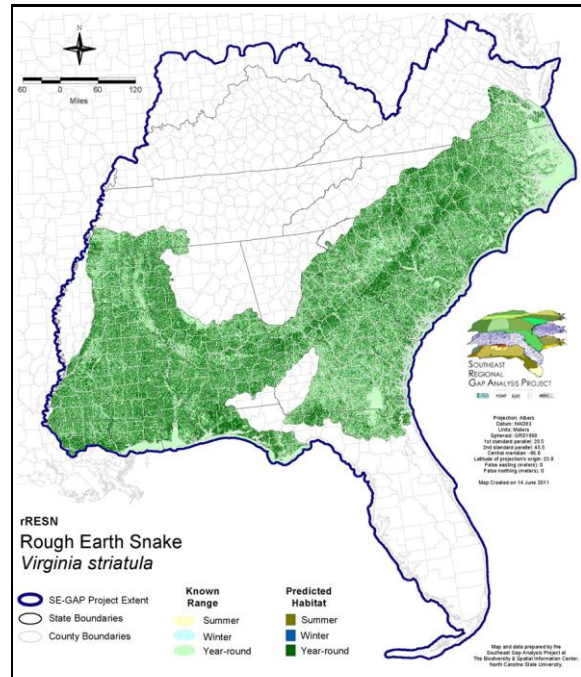 N
60 0 60 120
Miles
SOUTHEAST
REGIONAL
GAP ANALYSIS PROJECT
Projection: Albers
Datum: NAD83
Units: Meters
Spheroid: GRS1980
1st standard parallel: 29.5
2nd standard parallel: 45.5
Central meridian: -96.0
Latitude of projection's origin: 23.0
False easting (meters): 0
False northing (meters): 0
Map Created on 14 June 2011
rRESN
Rough Earth Snake
Virginia striatula
SE-GAP Project Extent
State Boundaries
County Boundaries
Known
Range
Summer
Winter
Year-round
Predicted
Habitat
Summer
Winter
Year-round
Map and data prepared by the
Southeast Gap Analysis Project at
The Biodiversity & Spatial Information Center,
North Carolina State University.